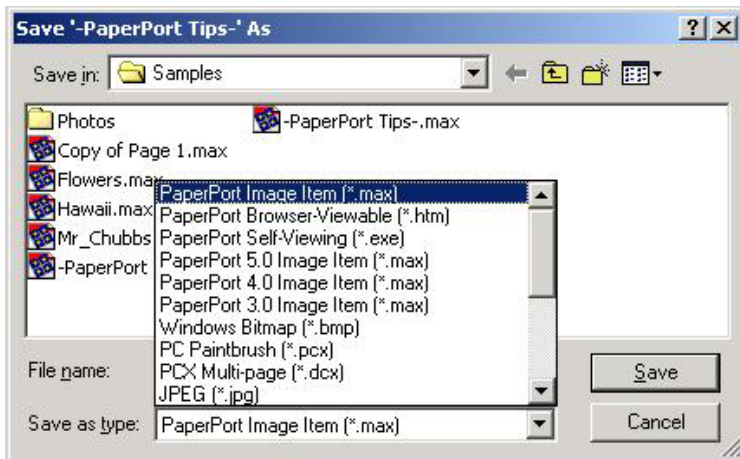 Save '-PaperPort Tips-' As
Save in: Samples
Photos
Copy of Page 1.max
Flowers.max
Hawaii.max
Mr_Chubbs
-PaperPort
-PaperPort Tips-.max
PaperPort Image Item (*.max)
PaperPort Browser-Viewable (*.htm)
PaperPort Self-Viewing (*.exe)
PaperPort 5.0 Image Item (*.max)
PaperPort 4.0 Image Item (*.max)
PaperPort 3.0 Image Item (*.max)
Windows Bitmap (*.bmp)
PC Paintbrush (*.pcx)
PCX Multi-page (*.dcx)
JPEG (*.jpg)
File name:
Save
Save as type: PaperPort Image Item (*.max)
Cancel